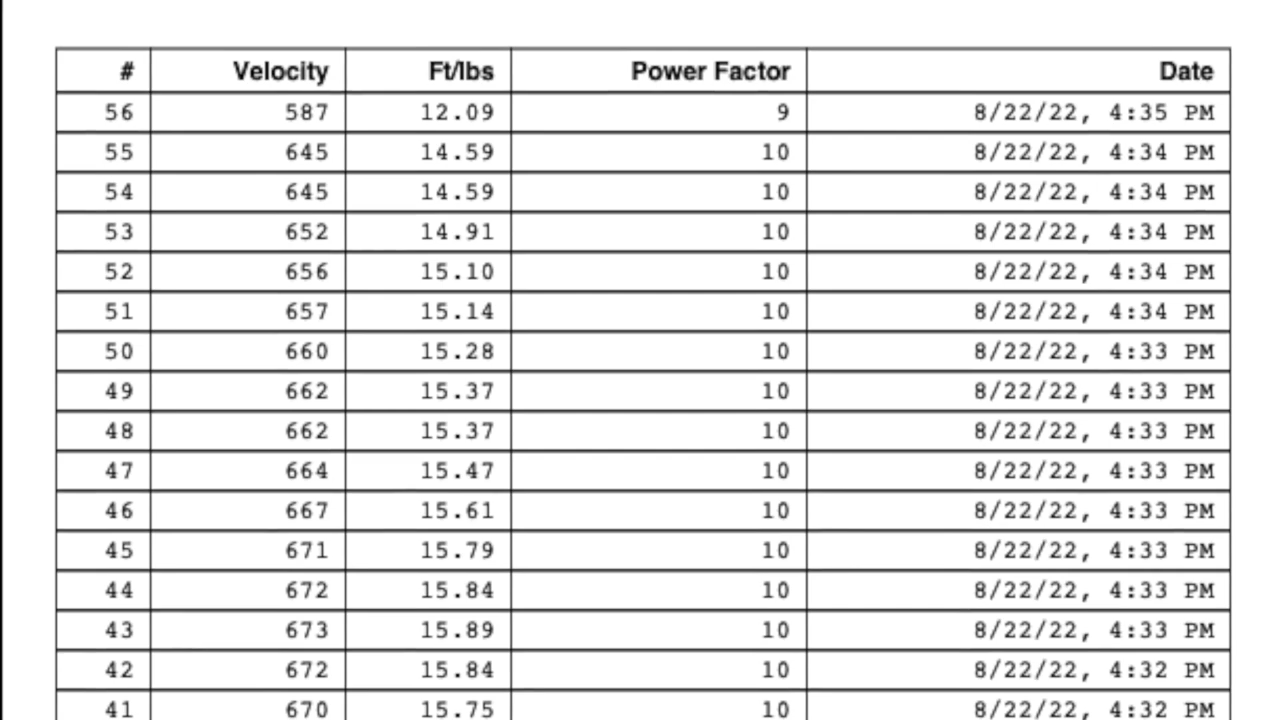 # Velocity Ft/lbs Power Factor Date
56 587 12.09 9 8/22/22, 4:35 PM
55 645 14.59 10 8/22/22, 4:34 PM
54 645 14.59 10 8/22/22, 4:34 PM
53 652 14.91 10 8/22/22, 4:34 PM
52 656 15.10 10 8/22/22, 4:34 PM
51 657 15.14 10 8/22/22, 4:34 PM
50 660 15.28 10 8/22/22, 4:33 PM
49 662 15.37 10 8/22/22, 4:33 PM
48 662 15.37 10 8/22/22, 4:33 PM
47 664 15.47 10 8/22/22, 4:33 PM
46 667 15.61 10 8/22/22, 4:33 PM
45 671 15.79 10 8/22/22, 4:33 PM
44 672 15.84 10 8/22/22, 4:33 PM
43 673 15.89 10 8/22/22, 4:33 PM
42 672 15.84 10 8/22/22, 4:32 PM
41 670 15.75 10 8/22/22, 4:32 PM